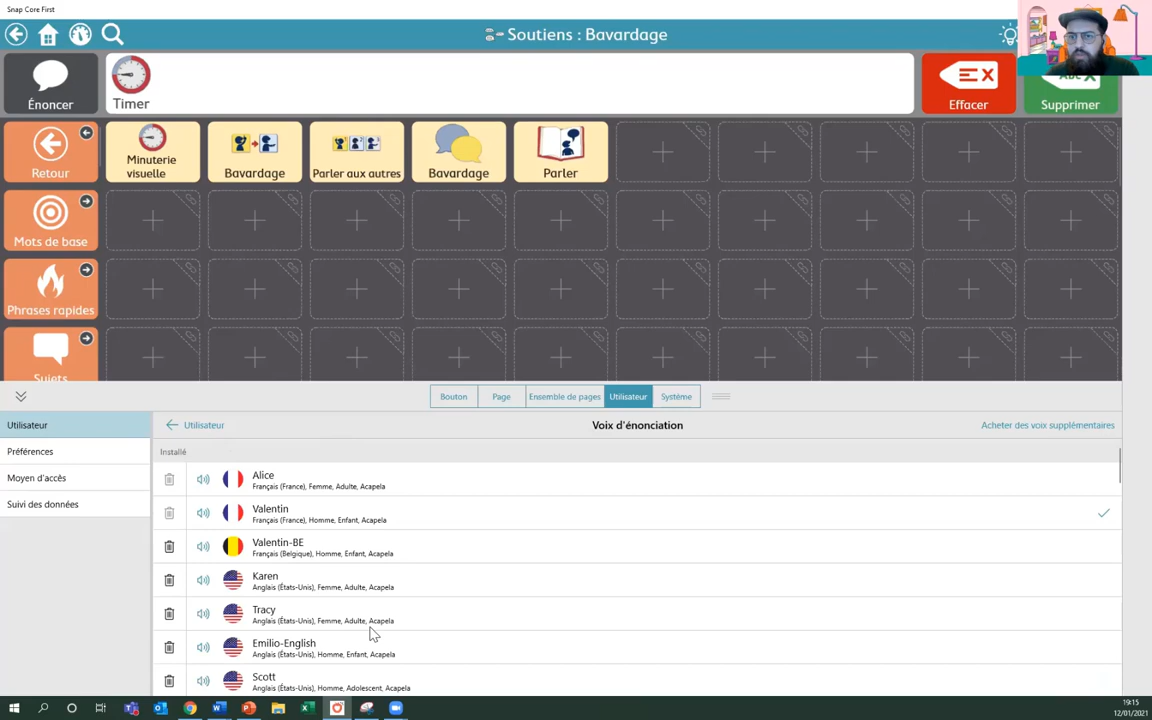 Snap Core First
Soutiens : Bavardage
Énoncer
Timer
Effacer
Supprimer
Retour
Minuterie
visuelle
Bavardage
Parler aux autres
Bavardage
Parler
Mots de base
Phrases rapides
Sujets
Bouton
Page
Ensemble de pages
Utilisateur
Système
Utilisateur
Utilisateur
Voix d'énonciation
Acheter des voix supplémentaires
Préférences
Moyen d'accès
Suivi des données
Installé
Alice
Français (France), Femme, Adulte, Acapela
Valentin
Français (France), Homme, Enfant, Acapela
Valentin-BE
Français (Belgique), Homme, Enfant, Acapela
Karen
Anglais (États-Unis), Femme, Adulte, Acapela
Tracy
Anglais (États-Unis), Femme, Adulte, Acapela
Emilio-English
Anglais (États-Unis), Homme, Enfant, Acapela
Scott
Anglais (États-Unis), Homme, Adolescent, Acapela
19:15
12/01/2021